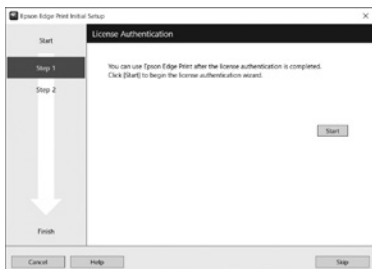 Epson Edge Print Initial Setup
Start
Step 1
Step 2
Finish
License Authentication
You can use Epson Edge Print after the license authentication is completed.
Click [Start] to begin the license authentication wizard.
Start
Cancel
Help
Skip